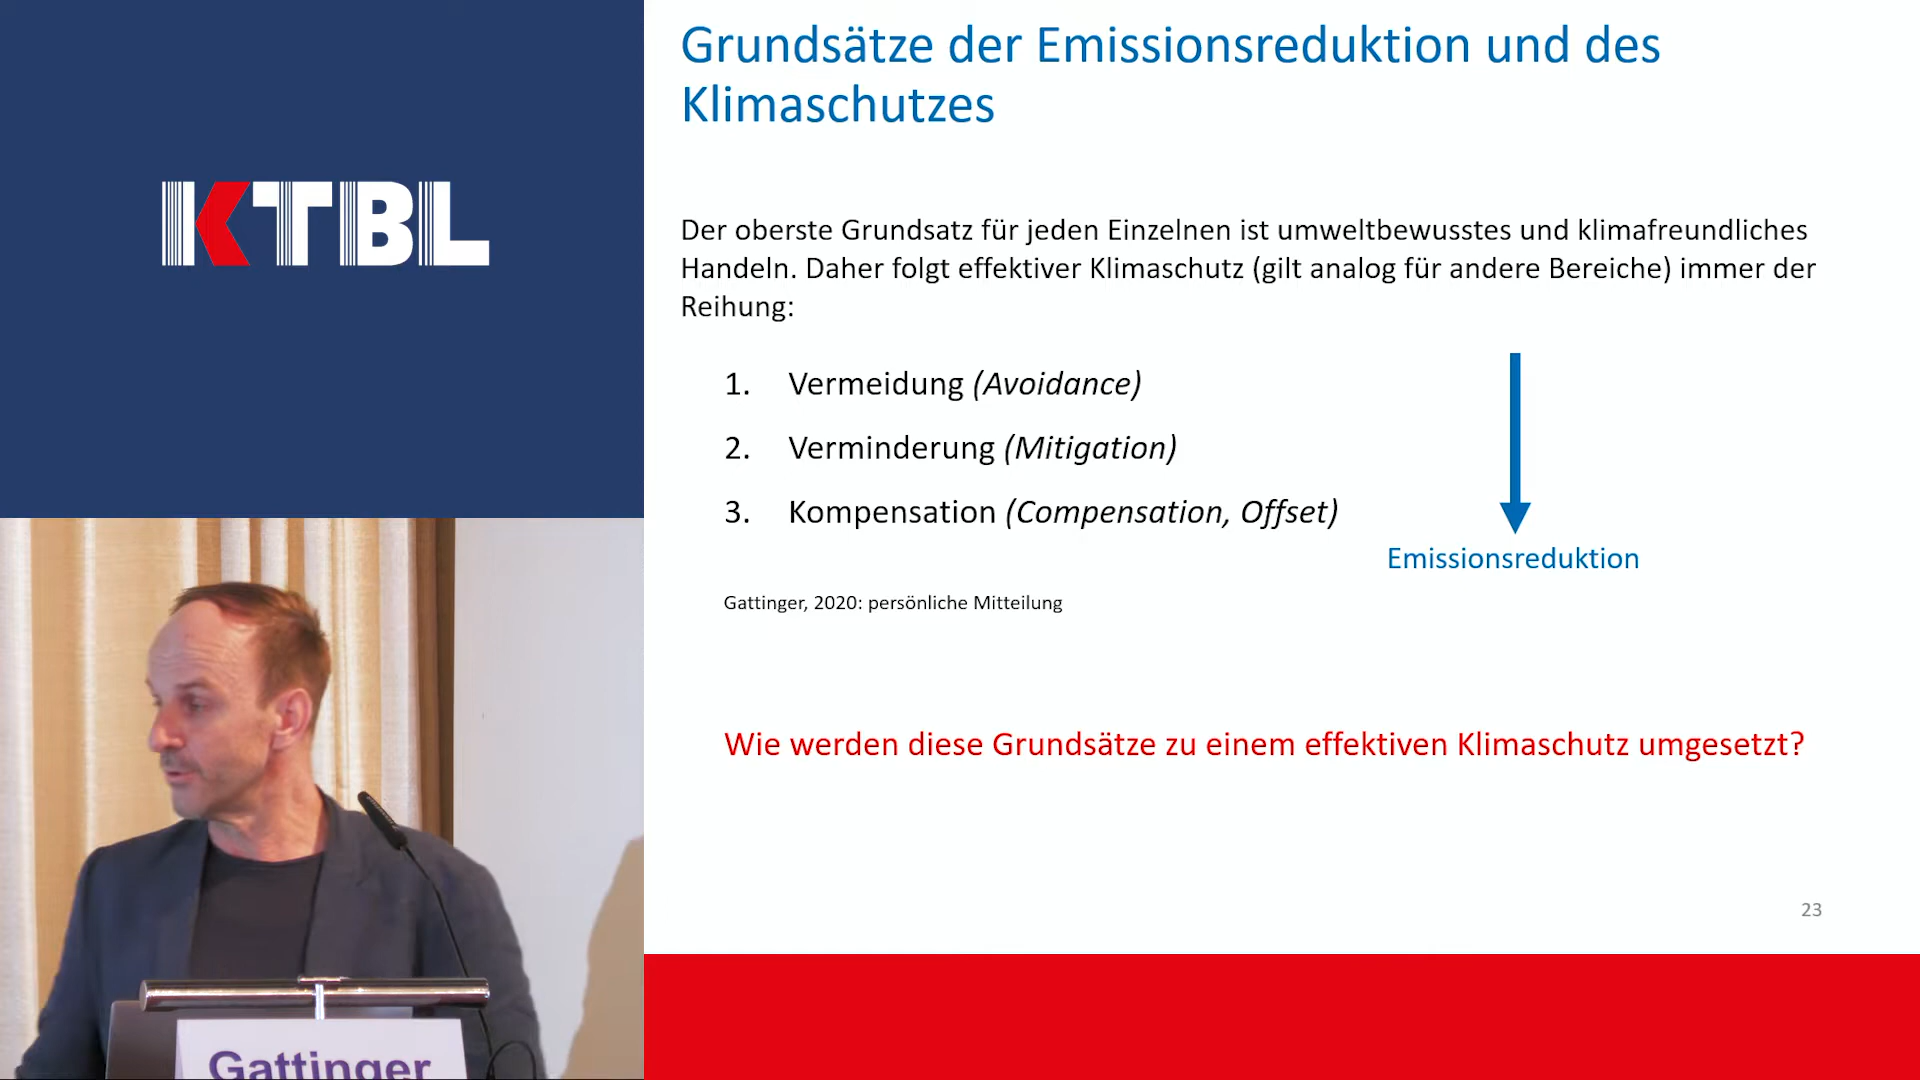 KTBL
Grundsätze der Emissionsreduktion und des
Klimaschutzes
Der oberste Grundsatz für jeden Einzelnen ist umweltbewusstes und klimafreundliches
Handeln. Daher folgt effektiver Klimaschutz (gilt analog für andere Bereiche) immer der
Reihung:
1. Vermeidung (Avoidance)
2. Verminderung (Mitigation)
3. Kompensation (Compensation, Offset)
Emissionsreduktion
Gattinger, 2020: persönliche Mitteilung
Wie werden diese Grundsätze zu einem effektiven Klimaschutz umgesetzt?
23
Gattinger